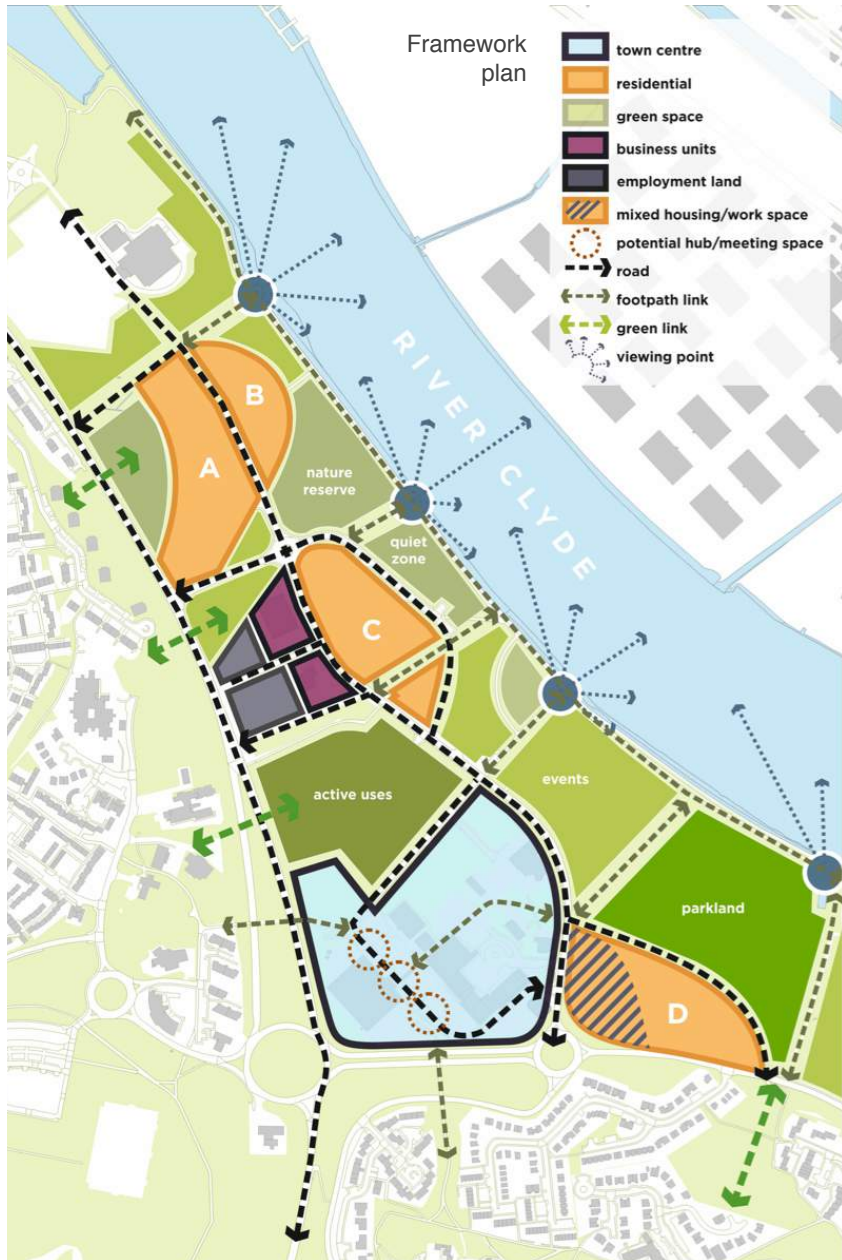 Framework
plan
town centre
residential
green space
business units
employment land
mixed housing/work space
potential hub/meeting space
road
footpath link
green link
viewing point
RIVER CLYDE
B
A
nature
reserve
quiet
zone
C
events
active uses
parkland
D